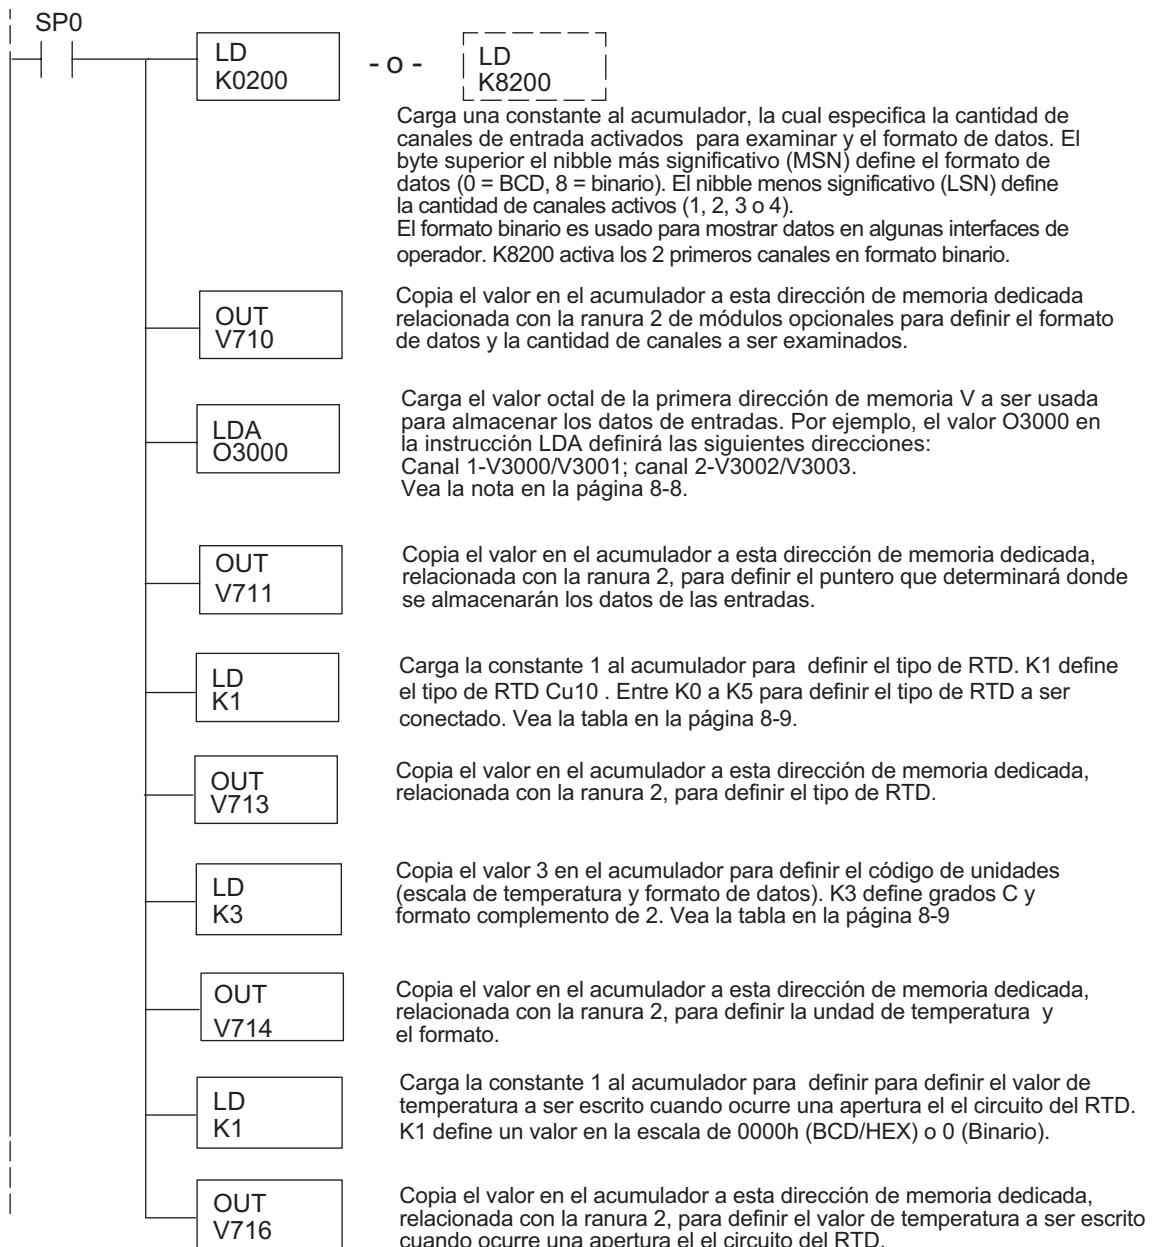 SP0
LD
K0200
- o -
LD
K8200
Carga una constante al acumulador, la cual especifica la cantidad de
canales de entrada activados para examinar y el formato de datos. El
byte superior el nibble más significativo (MSN) define el formato de
datos (0 = BCD, 8 = binario). El nibble menos significativo (LSN) define
la cantidad de canales activos (1, 2, 3 o 4).
El formato binario es usado para mostrar datos en algunas interfaces de
operador. K8200 activa los 2 primeros canales en formato binario.
OUT
V710
Copia el valor en el acumulador a esta dirección de memoria dedicada
relacionada con la ranura 2 de módulos opcionales para definir el formato
de datos y la cantidad de canales a ser examinados.
LDA
O3000
Carga el valor octal de la primera dirección de memoria V a ser usada
para almacenar los datos de entradas. Por ejemplo, el valor O3000 en
la instrucción LDA definirá las siguientes direcciones:
Canal 1-V3000/V3001; canal 2-V3002/V3003.
Vea la nota en la página 8-8.
OUT
V711
Copia el valor en el acumulador a esta dirección de memoria dedicada,
relacionada con la ranura 2, para definir el puntero que determinará donde
se almacenarán los datos de las entradas.
LD
K1
Carga la constante 1 al acumulador para definir el tipo de RTD. K1 define
el tipo de RTD Cu10 . Entre K0 a K5 para definir el tipo de RTD a ser
conectado. Vea la tabla en la página 8-9.
OUT
V713
Copia el valor en el acumulador a esta dirección de memoria dedicada,
relacionada con la ranura 2, para definir el tipo de RTD.
LD
K3
Copia el valor 3 en el acumulador para definir el código de unidades
(escala de temperatura y formato de datos). K3 define grados C y
formato complemento de 2. Vea la tabla en la página 8-9
OUT
V714
Copia el valor en el acumulador a esta dirección de memoria dedicada,
relacionada con la ranura 2, para definir la undad de temperatura y
el formato.
LD
K1
Carga la constante 1 al acumulador para definir para definir el valor de
temperatura a ser escrito cuando ocurre una apertura el el circuito del RTD.
K1 define un valor en la escala de 0000h (BCD/HEX) o 0 (Binario).
OUT
V716
Copia el valor en el acumulador a esta dirección de memoria dedicada,
relacionada con la ranura 2, para definir el valor de temperatura a ser escrito
cuando ocurre una apertura el el circuito del RTD.